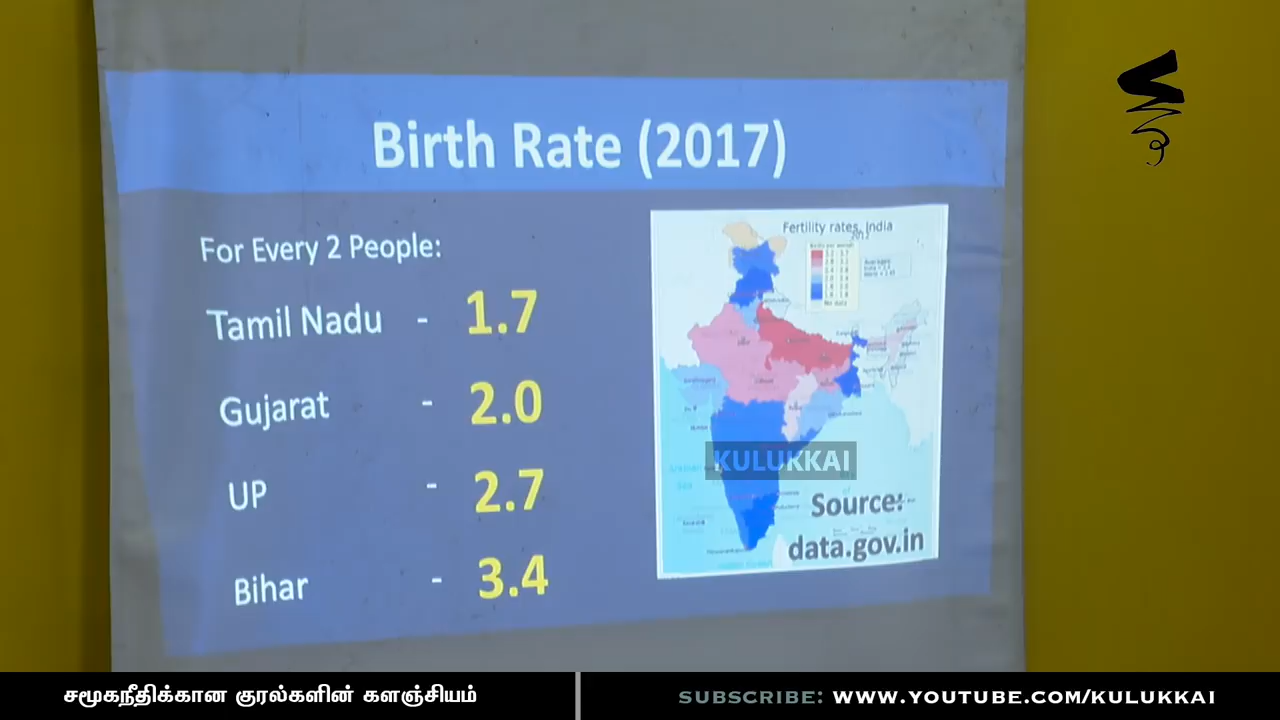 Birth Rate (2017)
For Every 2 People:
Tamil Nadu - 1.7
Gujarat - 2.0
UP - 2.7
Bihar - 3.4
Fertility rates, India
2012
KULUKKAI
Source:
data.gov.in
சமூகநீதிக்கான குரல்களின் களஞ்சியம்
SUBSCRIBE: WWW.YOUTUBE.COM/KULUKKAI